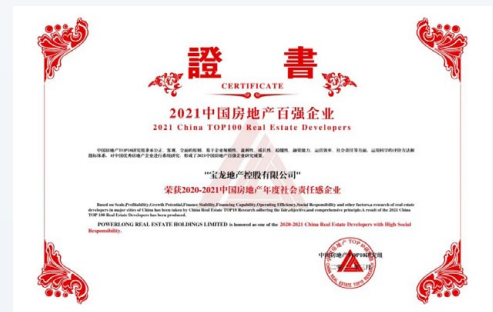 證書
CERTIFICATE
2021中国房地产百强企业
2021 China TOP100 Real Estate Developers
"宝龙地产控股有限公司"
荣获2020-2021中国房地产年度社会责任感企业
Based on Scale,Profitability,Growth Potential,Finance Stability,Financing Capability,Operating Efficiency,Social Responsibility and other factors,a research of real estate
developers in major cities of China has been taken by China Real Estate TOP10 Research adhering the fair,objective,and comprehensive principle.A result of the 2021 China
TOP 100 Real Estate Developers has been produced.
POWERLONG REAL ESTATE HOLDINGS LIMITED is honored as one of the 2020-2021 China Real Estate Developers with High Social
Responsibility.